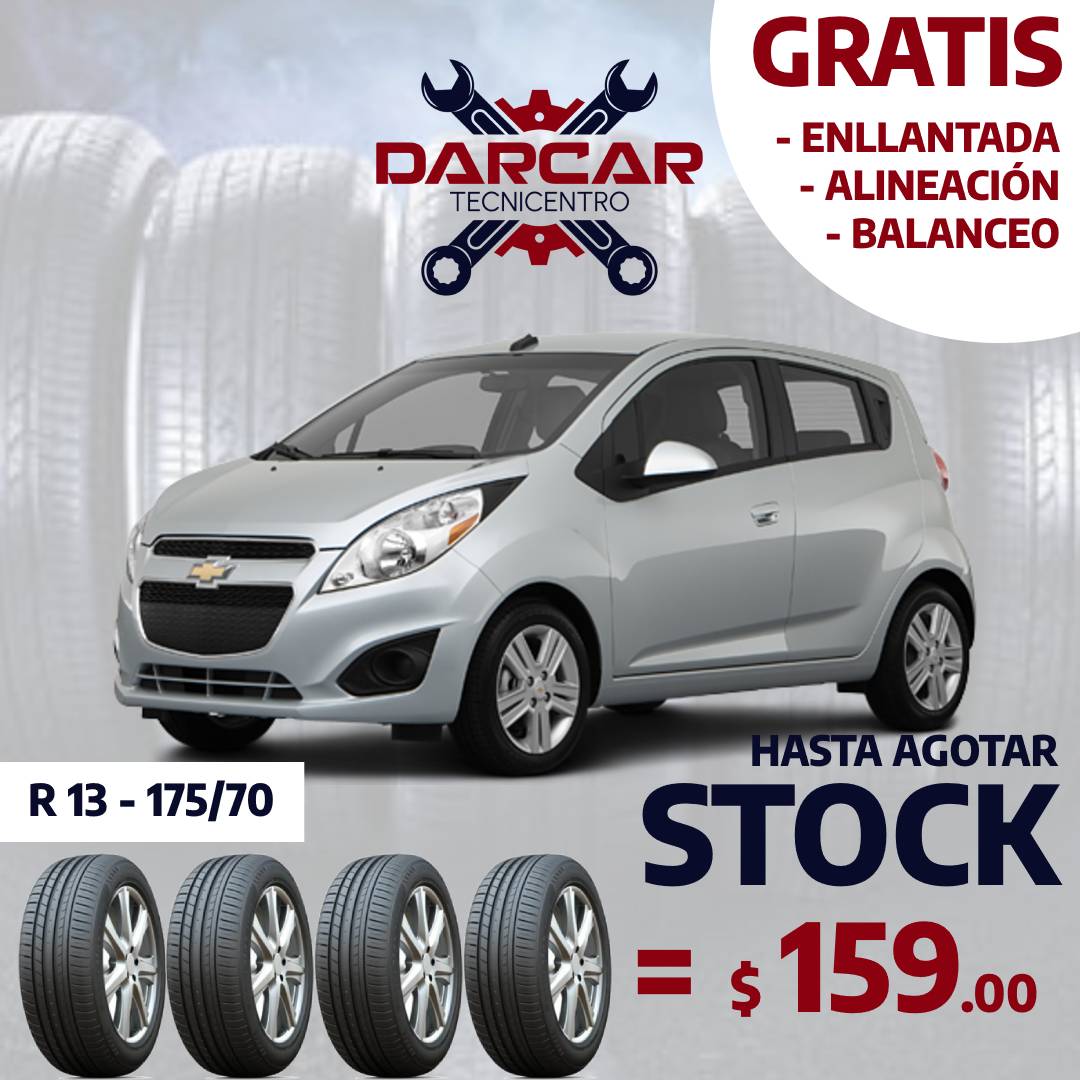 GRATIS
- ENLLANTADA
- ALINEACIÓN
- BALANCEO
DARCAR
TECNICENTRO
R 13 - 175/70
HASTA AGOTAR
STOCK
= $ 159.00